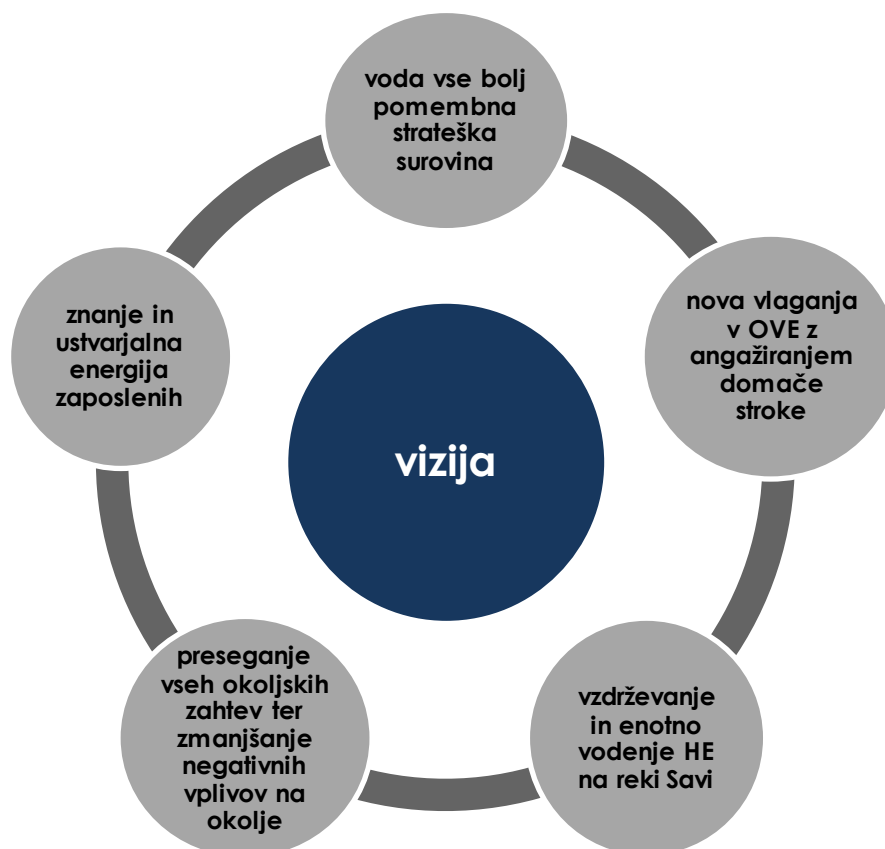 voda vse bolj
pomembna
strateška
surovina
nova vlaganja
v OVE z
angažiranjem
domače
stroke
vzdrževanje
in enotno
vodenje HE
na reki Savi
preseganje
vseh okoljskih
zahtev ter
zmanjšanje
negativnih
vplivov na
okolje
znanje in
ustvarjalna
energija
zaposlenih
vizija